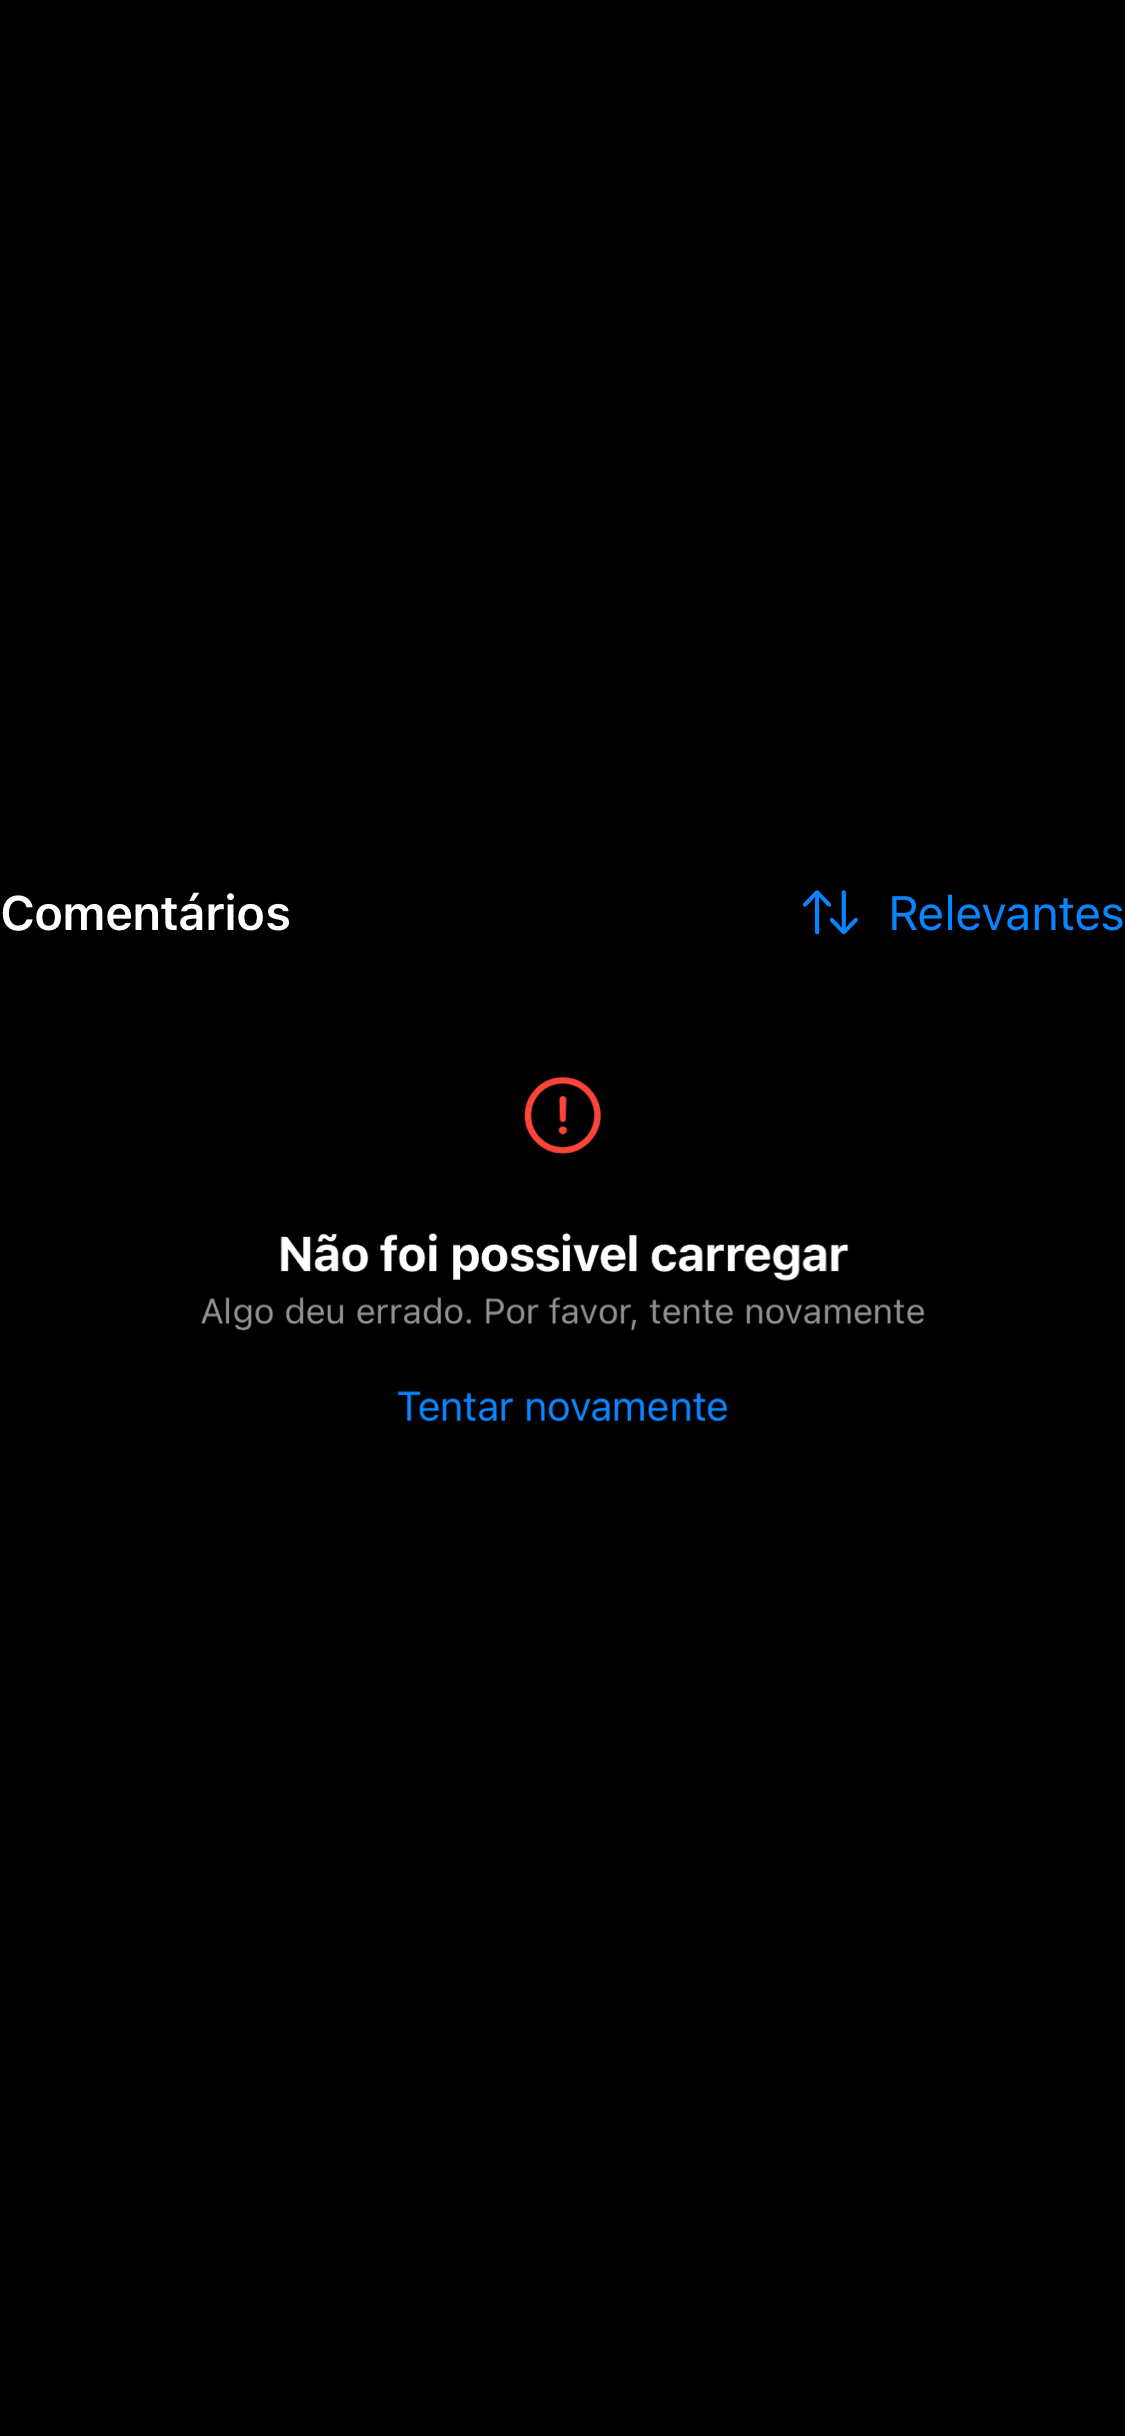 Comentários
Relevantes
Não foi possivel carregar
Algo deu errado. Por favor, tente novamente
Tentar novamente